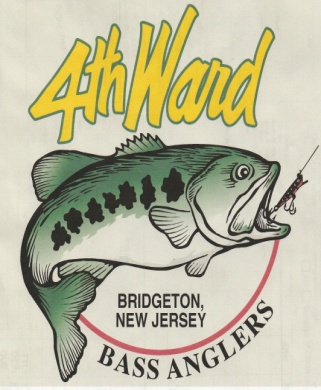 4th Ward
BRIDGETON,
NEW JERSEY
BASS ANGLERS